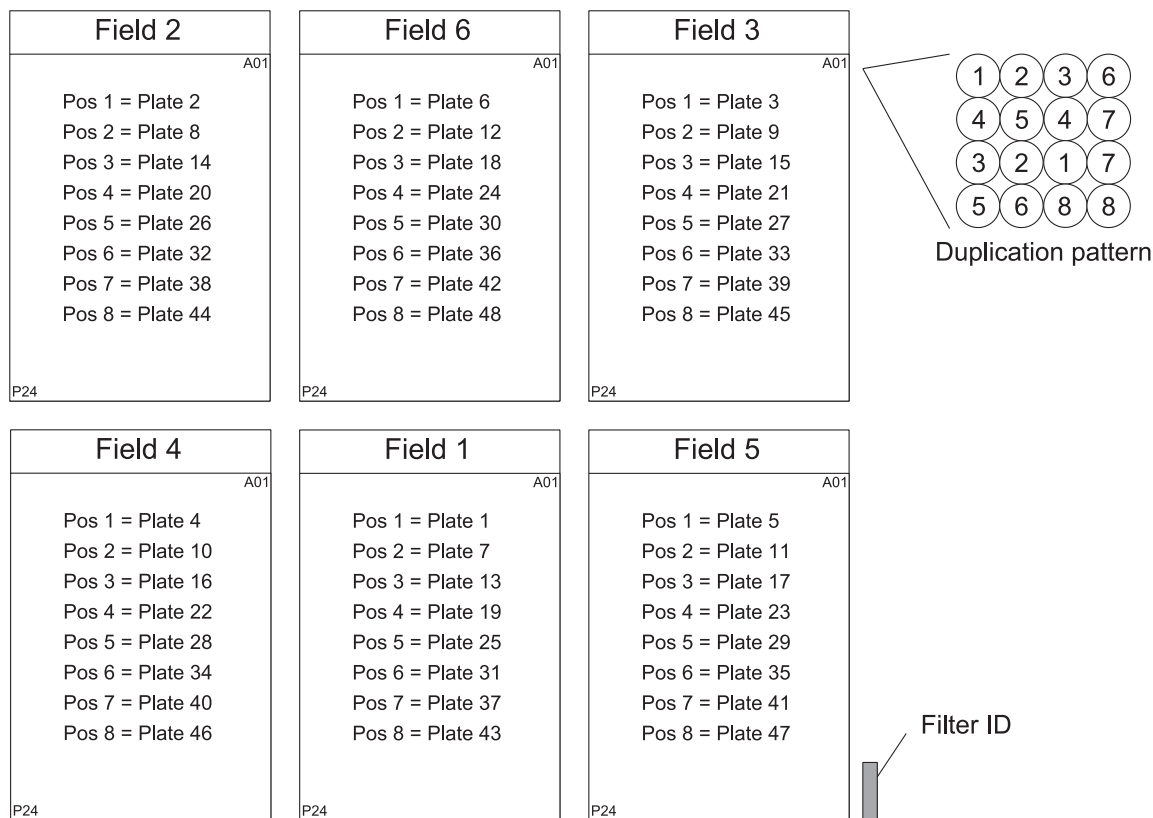 Field 2
A01
Pos 1 = Plate 2
Pos 2 = Plate 8
Pos 3 = Plate 14
Pos 4 = Plate 20
Pos 5 = Plate 26
Pos 6 = Plate 32
Pos 7 = Plate 38
Pos 8 = Plate 44
P24
Field 6
A01
Pos 1 = Plate 6
Pos 2 = Plate 12
Pos 3 = Plate 18
Pos 4 = Plate 24
Pos 5 = Plate 30
Pos 6 = Plate 36
Pos 7 = Plate 42
Pos 8 = Plate 48
P24
Field 3
A01
Pos 1 = Plate 3
Pos 2 = Plate 9
Pos 3 = Plate 15
Pos 4 = Plate 21
Pos 5 = Plate 27
Pos 6 = Plate 33
Pos 7 = Plate 39
Pos 8 = Plate 45
P24
1 2 3 6
4 5 4 7
3 2 1 7
5 6 8 8
Duplication pattern
Field 4
A01
Pos 1 = Plate 4
Pos 2 = Plate 10
Pos 3 = Plate 16
Pos 4 = Plate 22
Pos 5 = Plate 28
Pos 6 = Plate 34
Pos 7 = Plate 40
Pos 8 = Plate 46
P24
Field 1
A01
Pos 1 = Plate 1
Pos 2 = Plate 7
Pos 3 = Plate 13
Pos 4 = Plate 19
Pos 5 = Plate 25
Pos 6 = Plate 31
Pos 7 = Plate 37
Pos 8 = Plate 43
P24
Field 5
A01
Pos 1 = Plate 5
Pos 2 = Plate 11
Pos 3 = Plate 17
Pos 4 = Plate 23
Pos 5 = Plate 29
Pos 6 = Plate 35
Pos 7 = Plate 41
Pos 8 = Plate 47
P24
Filter ID